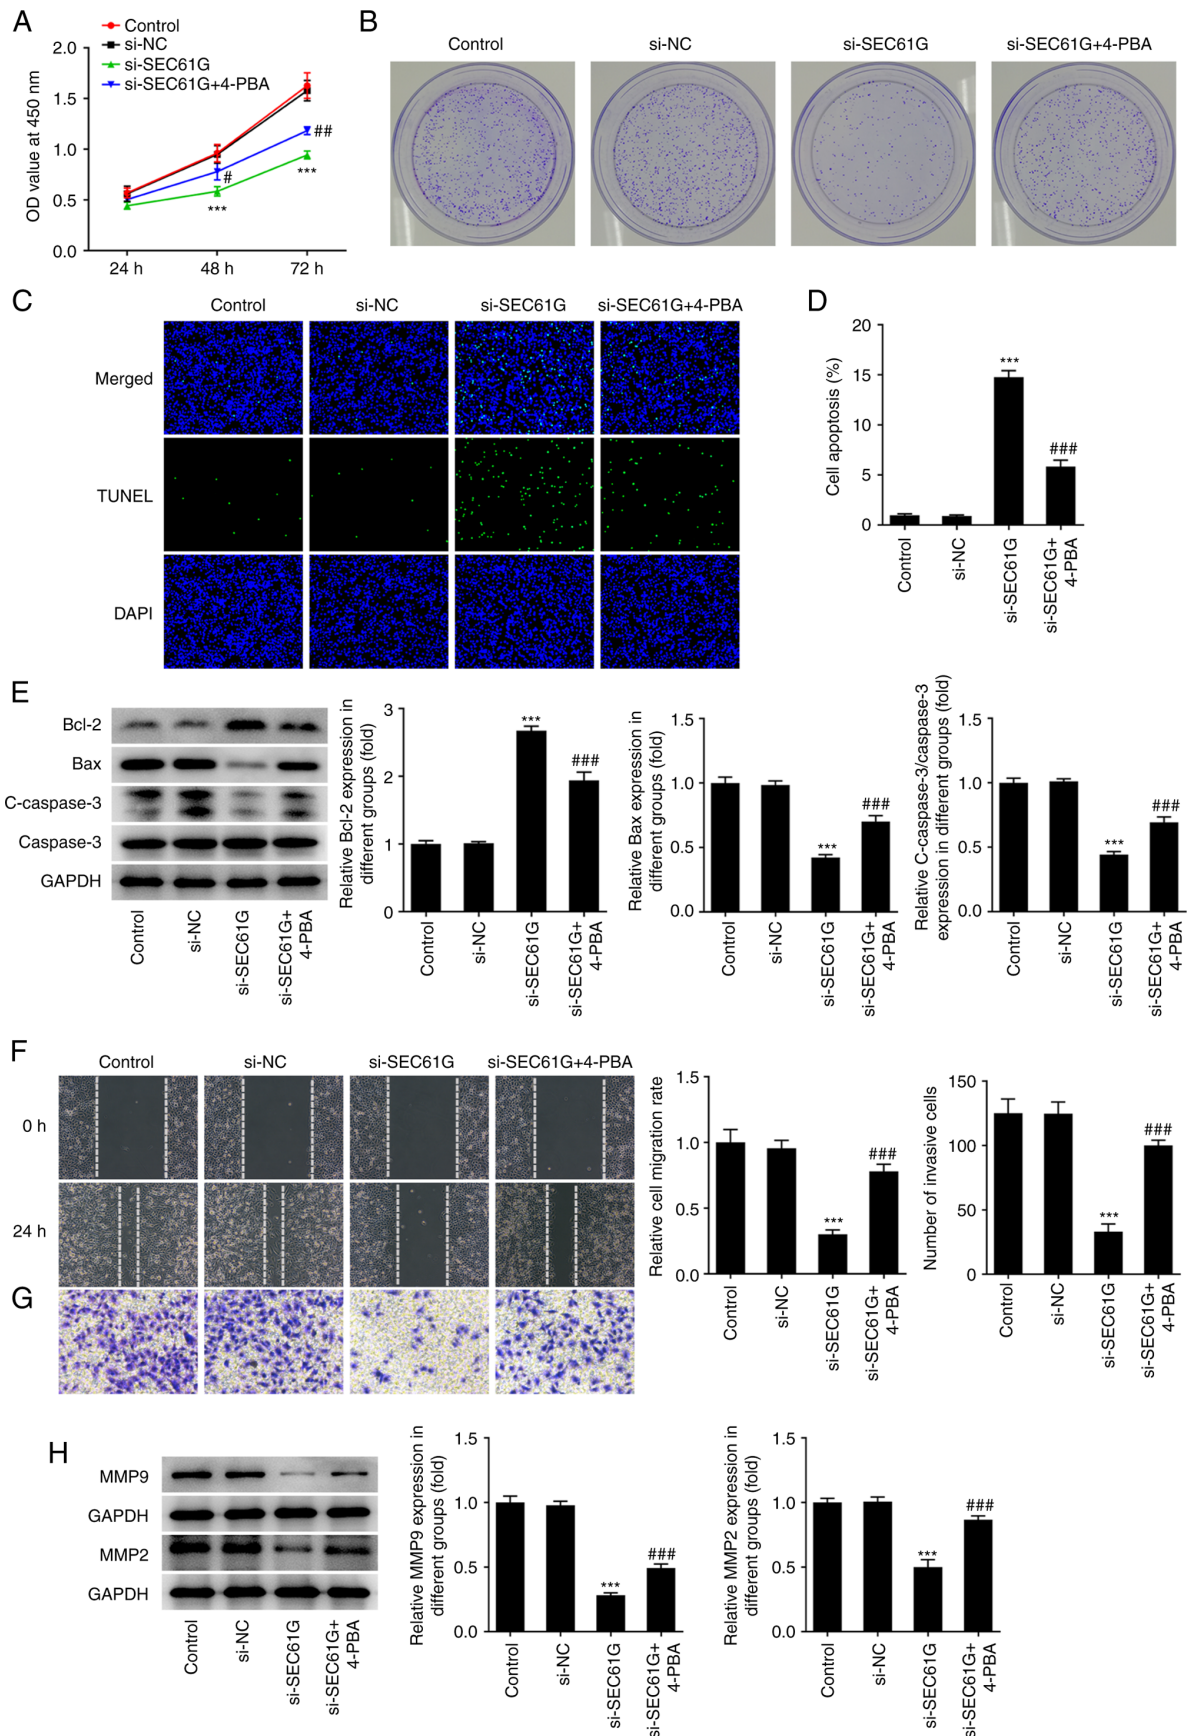 A
Control
si-NC
si-SEC61G
si-SEC61G+4-PBA
OD value at 450 nm
2.0
1.5
1.0
0.5
0.0
24 h
48 h
72 h
#
***
##
***
B
Control
si-NC
si-SEC61G
si-SEC61G+4-PBA
C
Control
si-NC
si-SEC61G
si-SEC61G+4-PBA
Merged
TUNEL
DAPI
D
Cell apoptosis (%)
20
15
10
5
0
***
###
Control
si-NC
si-SEC61G
si-SEC61G+
4-PBA
E
Bcl-2
Bax
C-caspase-3
Caspase-3
GAPDH
Control
si-NC
si-SEC61G
si-SEC61G+
4-PBA
Relative Bcl-2 expression in
different groups (fold)
3
2
1
0
***
###
Control
si-NC
si-SEC61G
si-SEC61G+
4-PBA
Relative Bax expression in
different groups (fold)
1.5
1.0
0.5
0.0
***
###
Control
si-NC
si-SEC61G
si-SEC61G+
4-PBA
Relative C-caspase-3/caspase-3
expression in different groups (fold)
1.5
1.0
0.5
0.0
***
###
Control
si-NC
si-SEC61G
si-SEC61G+
4-PBA
F
Control
si-NC
si-SEC61G
si-SEC61G+4-PBA
0 h
24 h
G
Relative cell migration rate
1.5
1.0
0.5
0.0
***
###
Control
si-NC
si-SEC61G
si-SEC61G+
4-PBA
Number of invasive cells
150
100
50
0
***
###
Control
si-NC
si-SEC61G
si-SEC61G+
4-PBA
H
MMP9
GAPDH
MMP2
GAPDH
Control
si-NC
si-SEC61G
si-SEC61G+
4-PBA
Relative MMP9 expression in
different groups (fold)
1.5
1.0
0.5
0.0
***
###
Control
si-NC
si-SEC61G
si-SEC61G+
4-PBA
Relative MMP2 expression in
different groups (fold)
1.5
1.0
0.5
0.0
***
###
Control
si-NC
si-SEC61G
si-SEC61G+
4-PBA